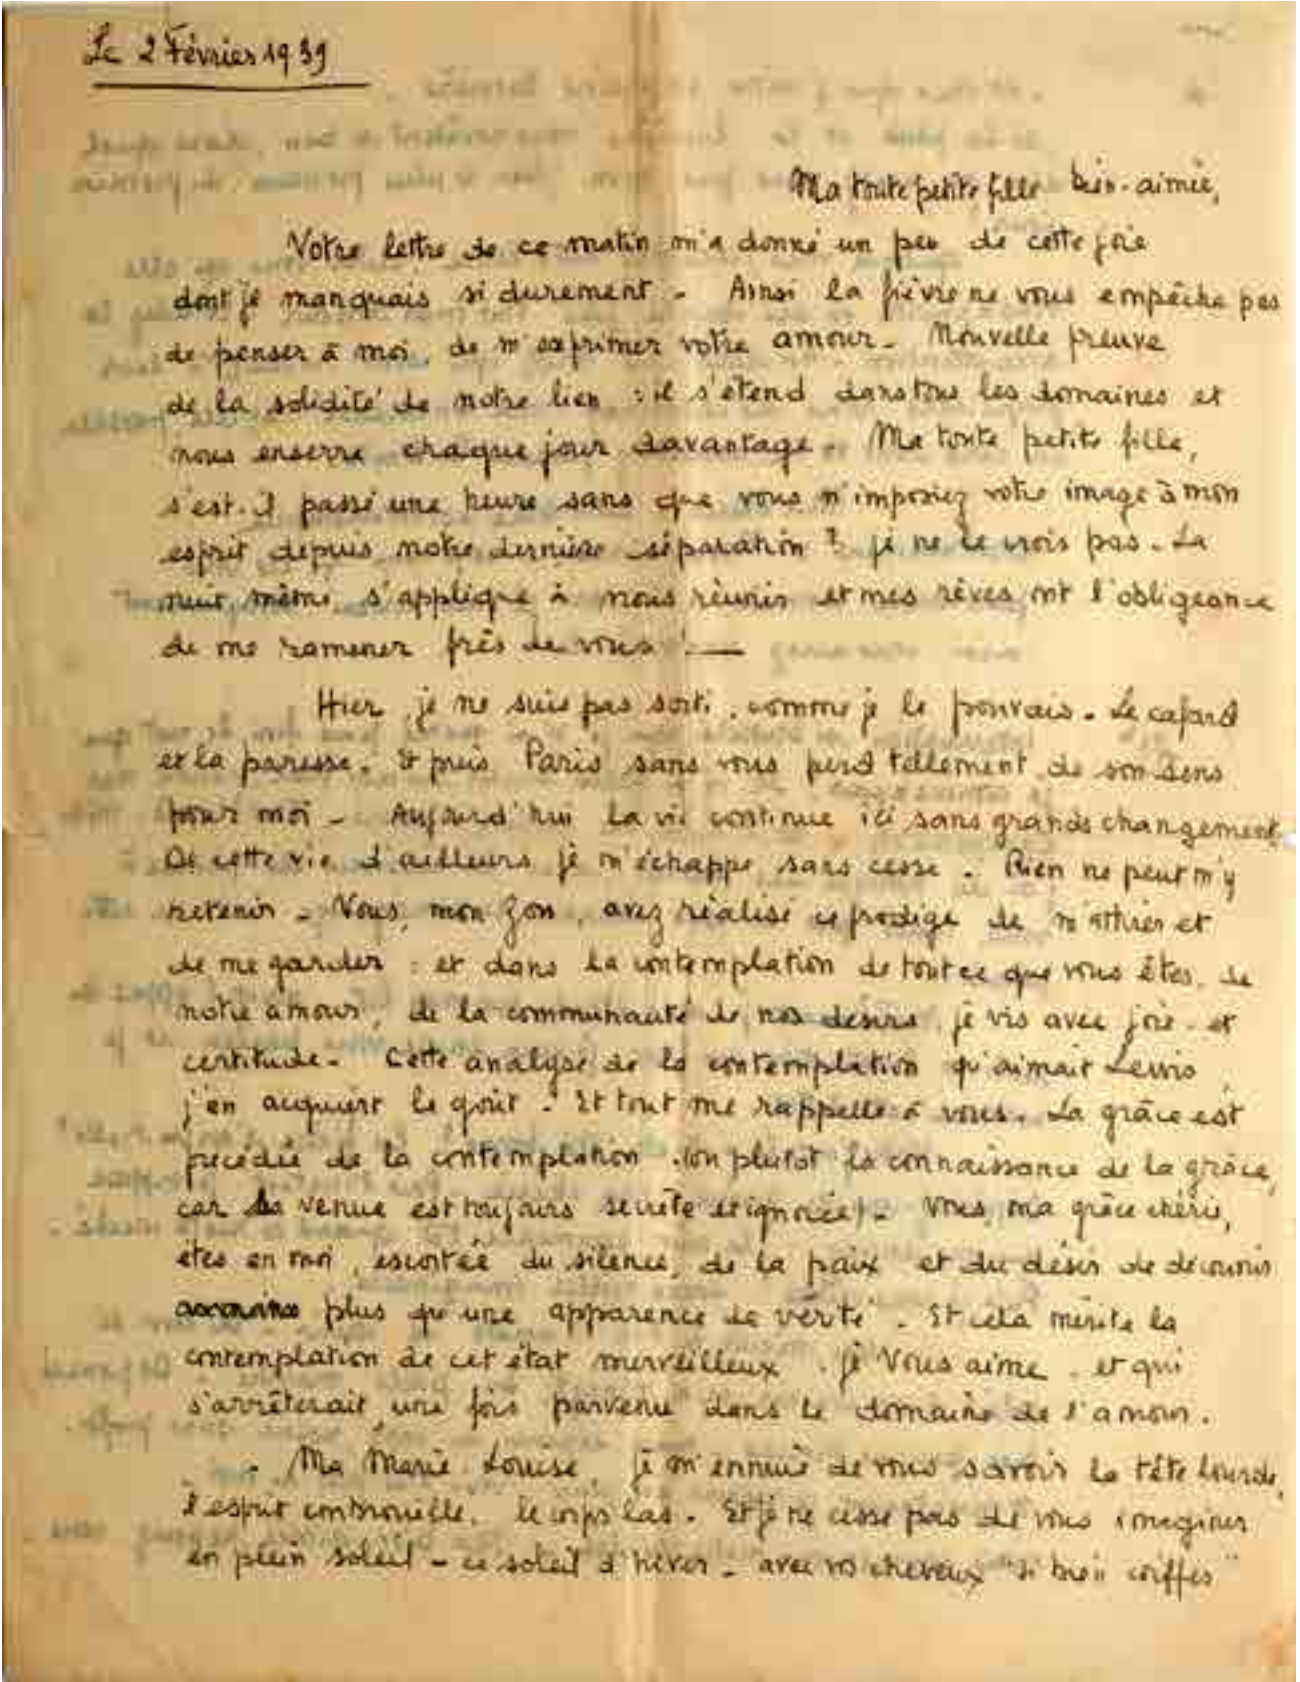 Le 2 Février 1939
Ma toute petite fille bien-aimée,
Votre lettre de ce matin m'a donné un peu de cette joie
dont je manquais si durement - Ainsi la fièvre ne vous empêche pas
de penser à moi, de m'exprimer votre amour - Nouvelle preuve
de la solidité de notre lien : il s'étend dans tous les domaines et
nous enserre chaque jour davantage. Ma toute petite fille,
s'est-il passé une heure sans que vous n'imposiez votre image à mon
esprit depuis notre dernière séparation ? je ne le crois pas - La
nuit même, s'applique à nous réunir et mes rêves ont l'obligeance
de me ramener près de vous ! —
Hier, je ne suis pas sorti, comme je le pouvais - Le cafard
et la paresse. Et puis Paris sans vous perd tellement de son sens
pour moi - Aujourd'hui la vie continue ici sans grands changements
De cette vie d'ailleurs je m'échappe sans cesse . Rien ne peut m'y
retenir - Vous, mon Zou, avez réalisé ce prodige de m'attirer et
de me garder : et dans la contemplation de tout ce que vous êtes, de
notre amour, de la communauté de nos désirs, je vis avec joie et
certitude - Cette analyse de la contemplation qu'aimait
j'en acquiert le goût - Et tout me rappelle à vous. La grâce est
précédée de la contemplation (ou plutôt la connaissance de la grâce,
car sa venue est toujours secrète et ignorée) - Vous, ma grâce chérie,
êtes en moi, escortée du silence, de la paix et du désir de découvrir
plus qu'une apparence de vérité . Et cela mérite la
contemplation de cet état merveilleux . je Vous aime . et qui
s'arrêterait, une fois parvenu dans le domaine de l'amour.
- Ma Marie Louise, je m'ennuie de vous savoir la tête lourde,
l'esprit embrouillé, le corps las. Et je ne cesse pas de vous imaginer
en plein soleil - ce soleil d'hiver - avec vos cheveux "si bien coiffés"